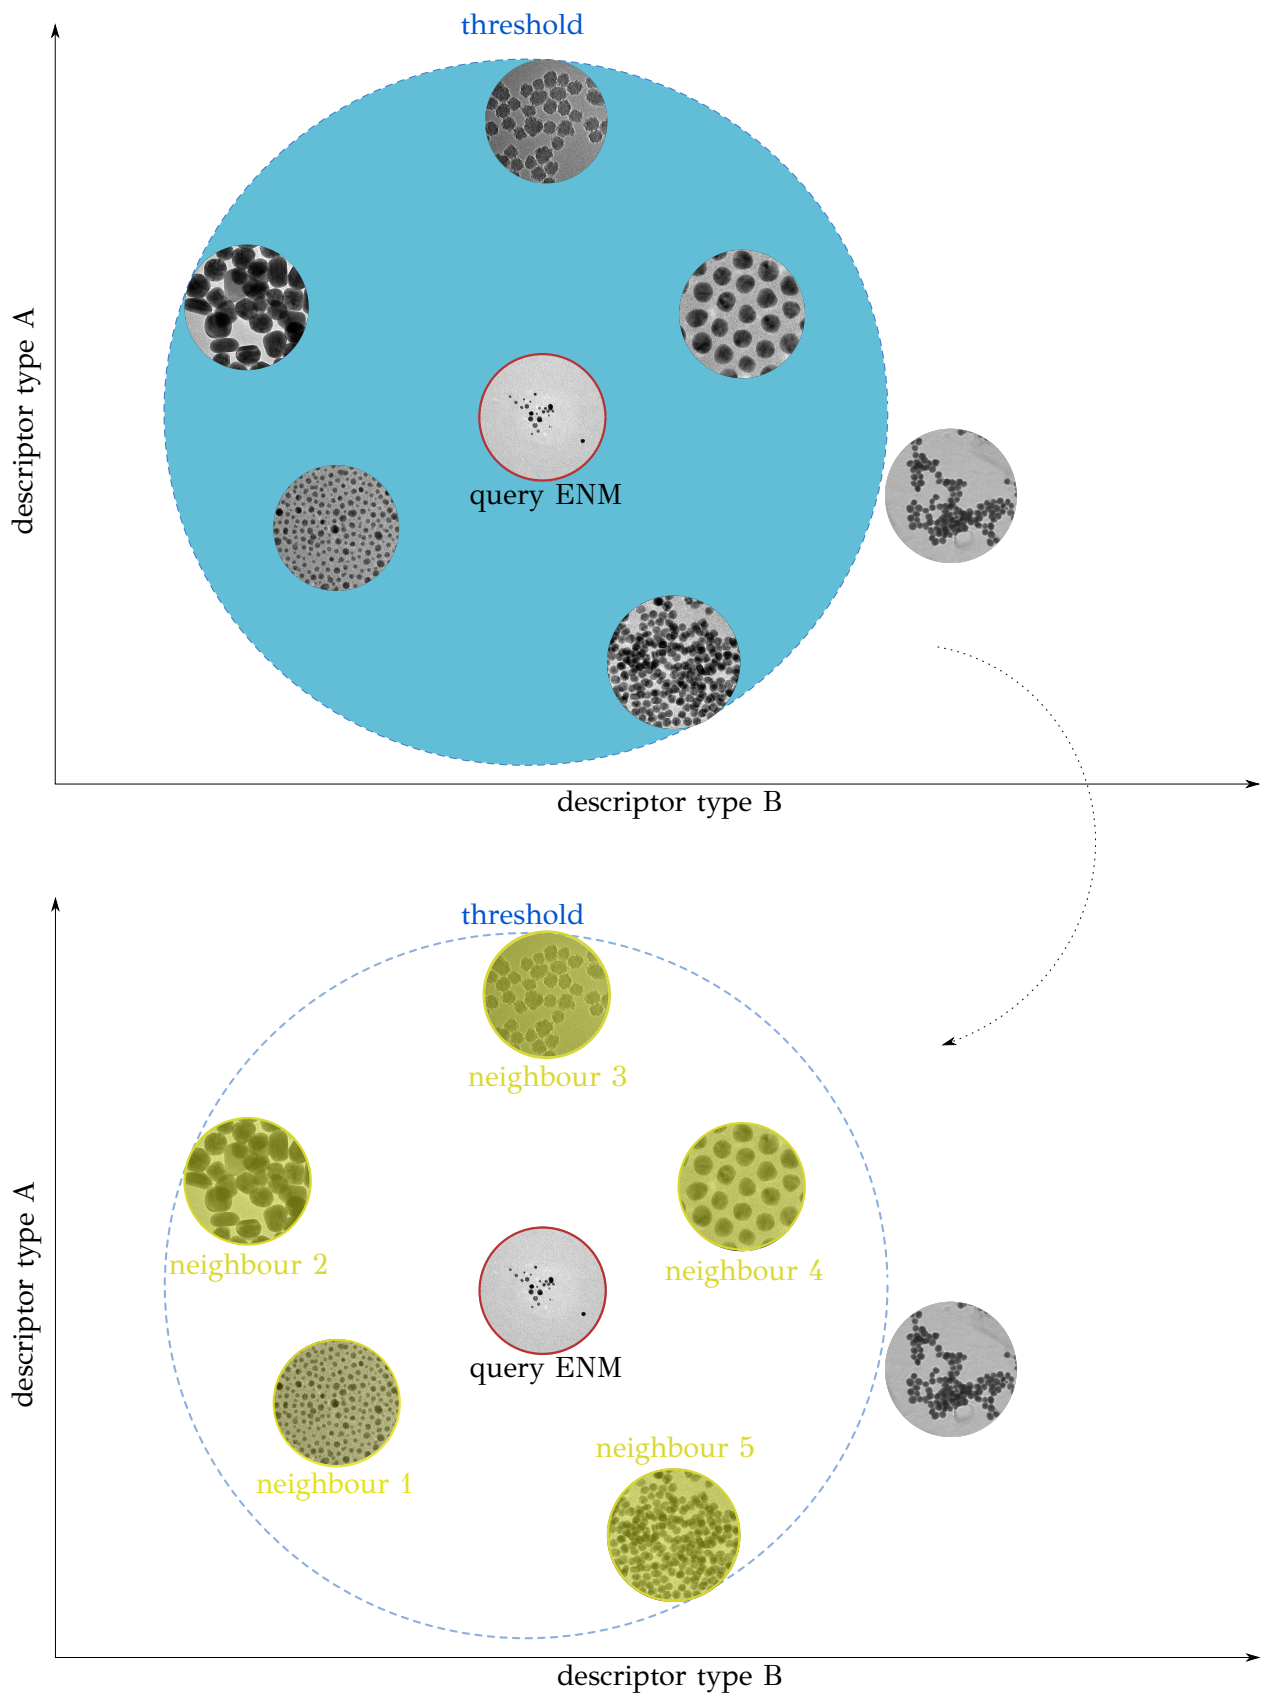 threshold
descriptor type A
query ENM
descriptor type B
threshold
neighbour 3
neighbour 2
neighbour 4
descriptor type A
query ENM
neighbour 5
neighbour 1
descriptor type B